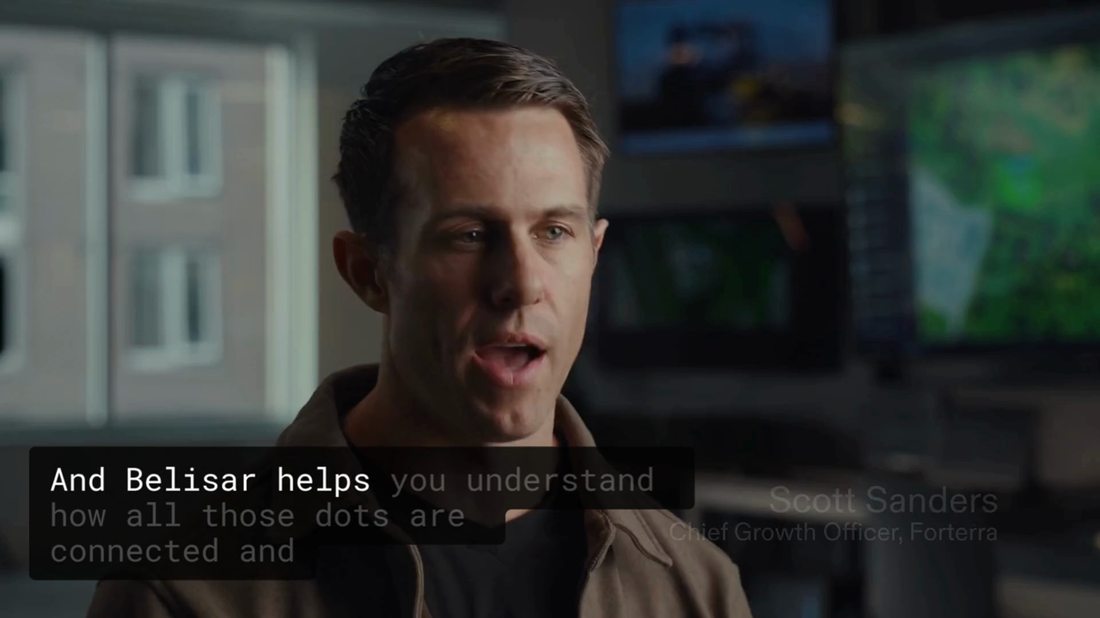 And Belisar helps you understand
how all those dots are
connected and
Scott Sanders
Chief Growth Officer, Forterra